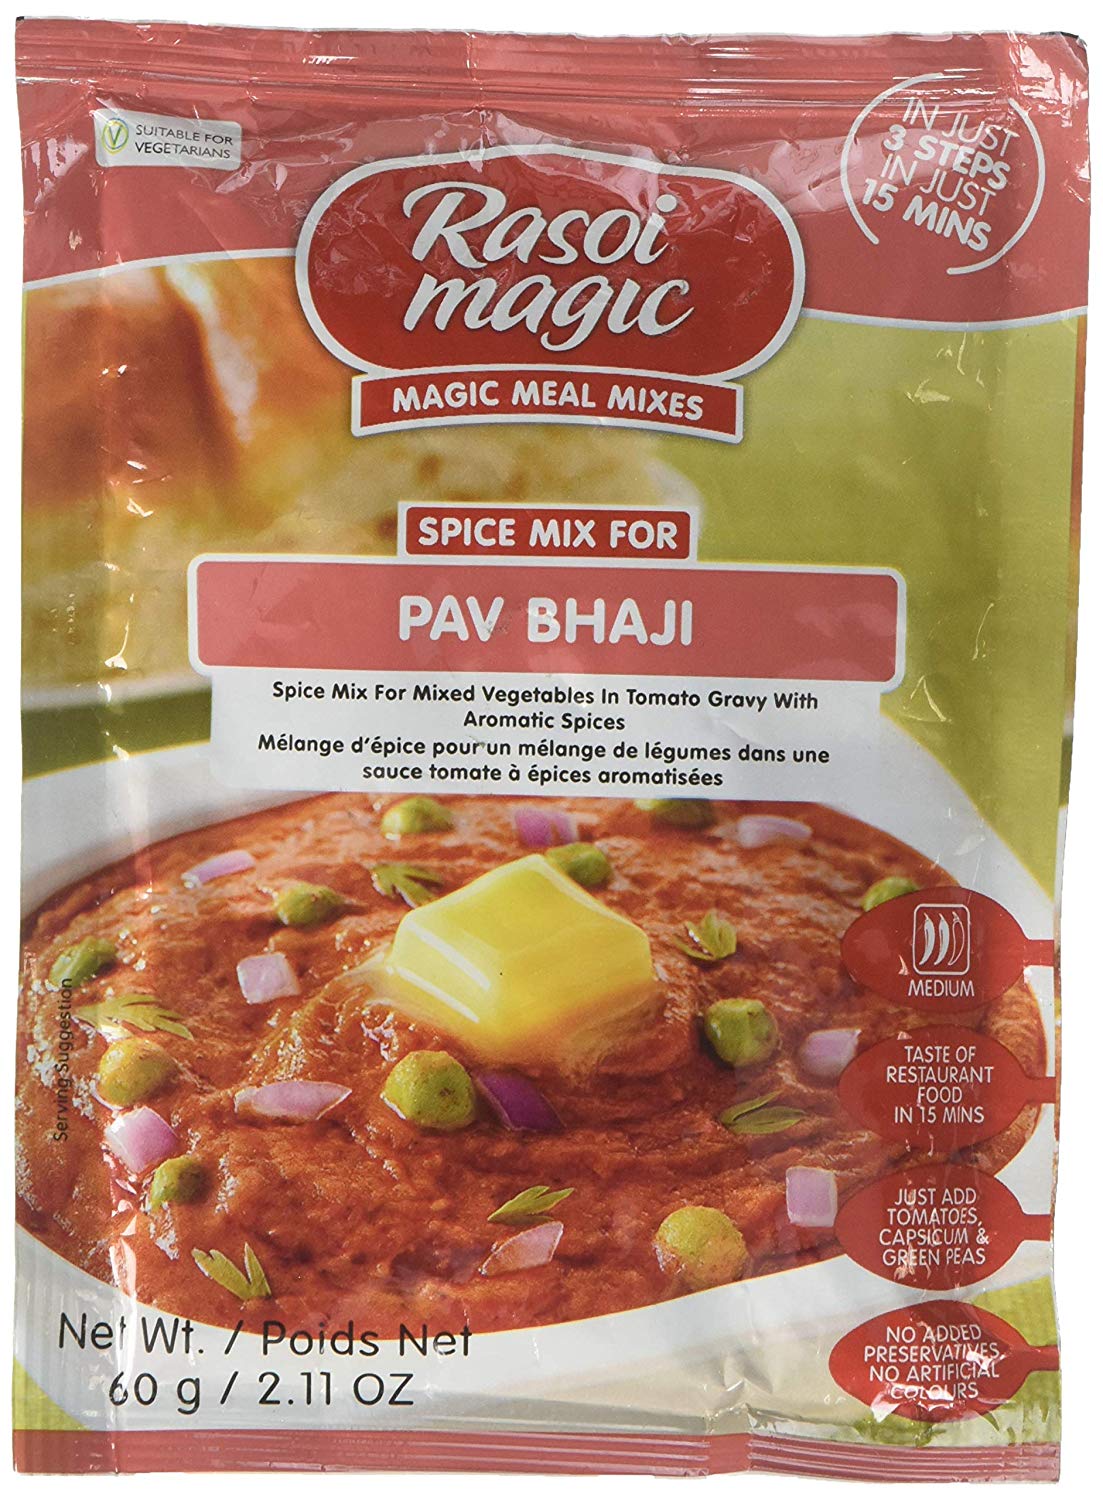 SUITABLE FOR
VEGETARIANS
IN JUST
3 STEPS
IN JUST
15 MINS
Rasoi
magic
MAGIC MEAL MIXES
SPICE MIX FOR
PAV BHAJI
Spice Mix For Mixed Vegetables In Tomato Gravy With
Aromatic Spices
Mélange d'épice pour un mélange de légumes dans une
sauce tomate à épices aromatisées
MEDIUM
TASTE OF
RESTAURANT
FOOD
IN 15 MINS
JUST ADD
TOMATOES,
CAPSICUM &
GREEN PEAS
NO ADDED
PRESERVATIVES,
NO ARTIFICIAL
COLOURS
Serving Suggestion
Net Wt. / Poids Net
60 g / 2.11 OZ